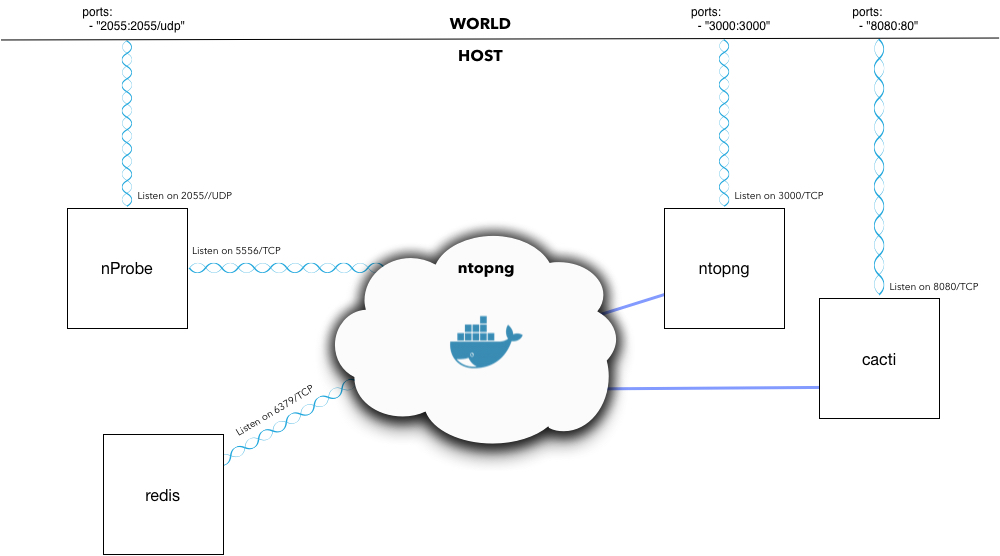 ports:
- "2055:2055/udp"
WORLD
ports:
- "3000:3000"
ports:
- "8080:80"
HOST
Listen on 2055//UDP
Listen on 3000/TCP
nProbe
Listen on 5556/TCP
ntopng
ntopng
Listen on 8080/TCP
cacti
Listen on 6379/TCP
redis